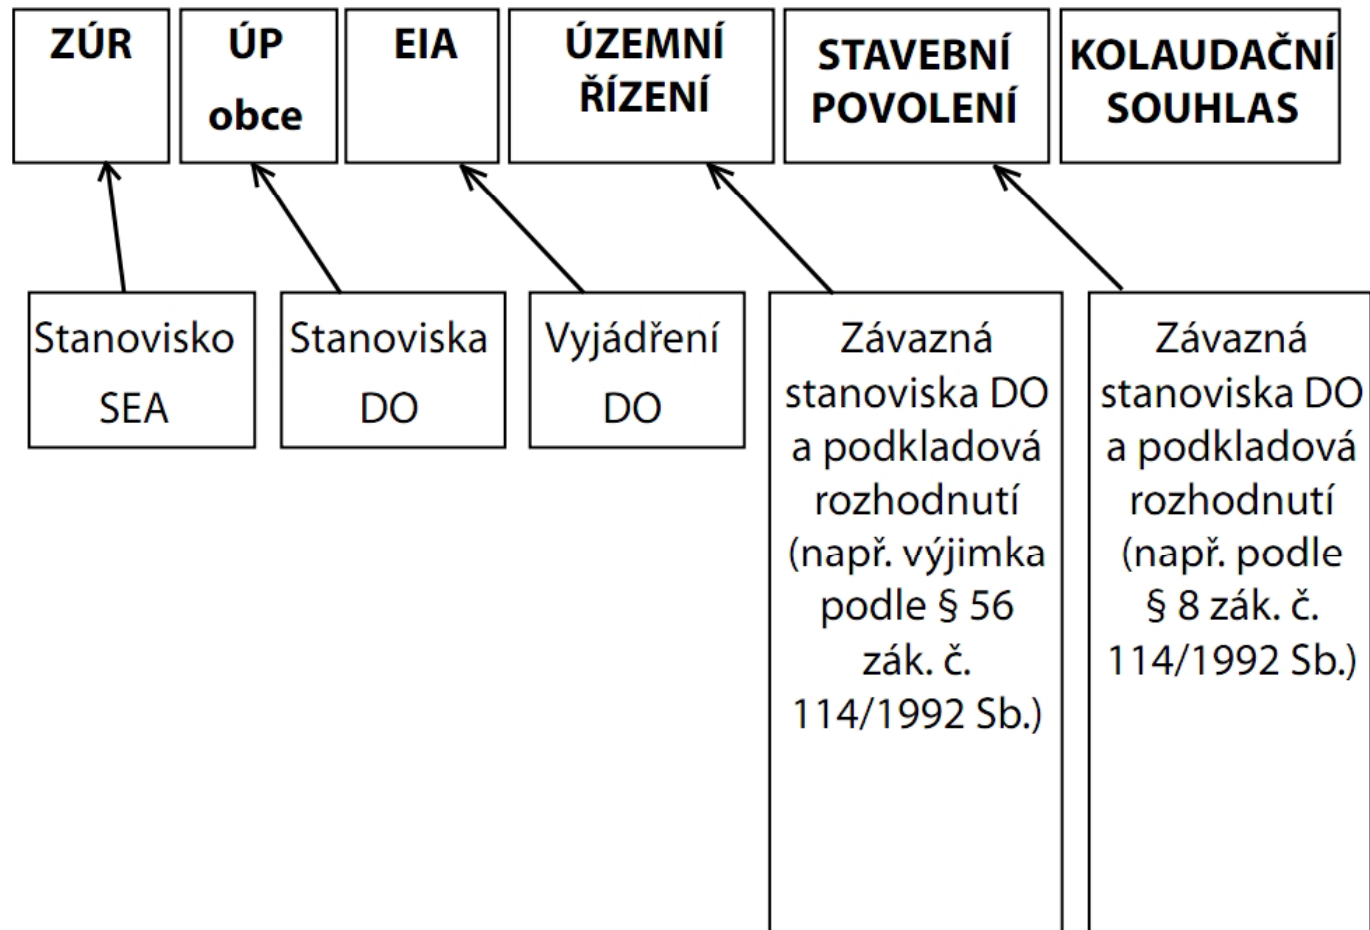 ZÚR
ÚP
obce
EIA
ÚZEMNÍ
ŘÍZENÍ
STAVEBNÍ
POVOLENÍ
KOLAUDAČNÍ
SOUHLAS
Stanovisko
SEA
Stanoviska
DO
Vyjádření
DO
Závazná
stanoviska DO
a podkladová
rozhodnutí
(např. výjimka
podle § 56
zák. č.
114/1992 Sb.)
Závazná
stanoviska DO
a podkladová
rozhodnutí
(např. podle
§ 8 zák. č.
114/1992 Sb.)